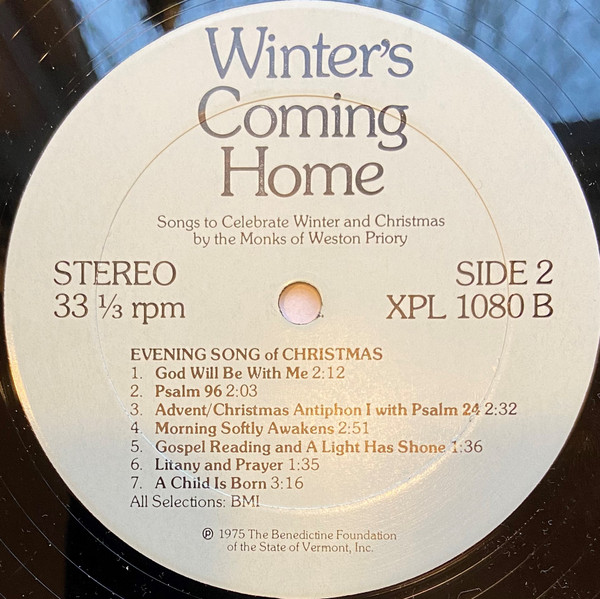 Winter's
Coming
Home
Songs to Celebrate Winter and Christmas
by the Monks of Weston Priory
STEREO
33 ⅓ rpm
SIDE 2
XPL 1080 B
EVENING SONG of CHRISTMAS
1. God Will Be With Me 2:12
2. Psalm 96 2:03
3. Advent/Christmas Antiphon I with Psalm 24 2:32
4. Morning Softly Awakens 2:51
5. Gospel Reading and A Light Has Shone 1:36
6. Litany and Prayer 1:35
7. A Child Is Born 3:16
All Selections: BMI
℗ 1975 The Benedictine Foundation
of the State of Vermont, Inc.